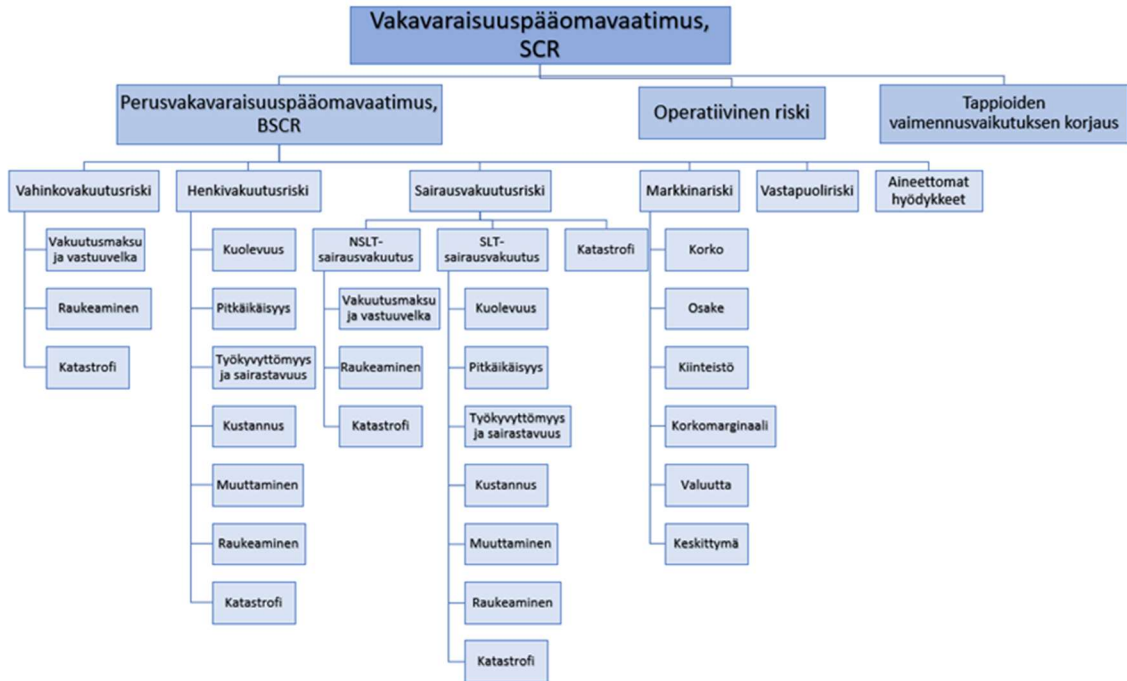 Vakavaraisuuspääomavaatimus,
SCR
Perusvakavaraisuuspääomavaatimus,
BSCR
Operatiivinen riski
Tappioiden
vaimennusvaikutuksen korjaus
Vahinkovakuutusriski
Henkivakuutusriski
Sairausvakuutusriski
Markkinariski
Vastapuoliriski
Aineettomat
hyödykkeet
Vakuutusmaksu
ja vastuuvelka
Raukeaminen
Katastrofi
Kuolevuus
Pitkäikäisyys
Työkyvyttömyys
ja sairastavuus
Kustannus
Muuttaminen
Raukeaminen
Katastrofi
NSLT-
sairausvakuutus
Vakuutusmaksu
ja vastuuvelka
Raukeaminen
Katastrofi
SLT-
sairausvakuutus
Kuolevuus
Pitkäikäisyys
Työkyvyttömyys
ja sairastavuus
Kustannus
Muuttaminen
Raukeaminen
Katastrofi
Katastrofi
Korko
Osake
Kiinteistö
Korkomarginaali
Valuutta
Keskittymä